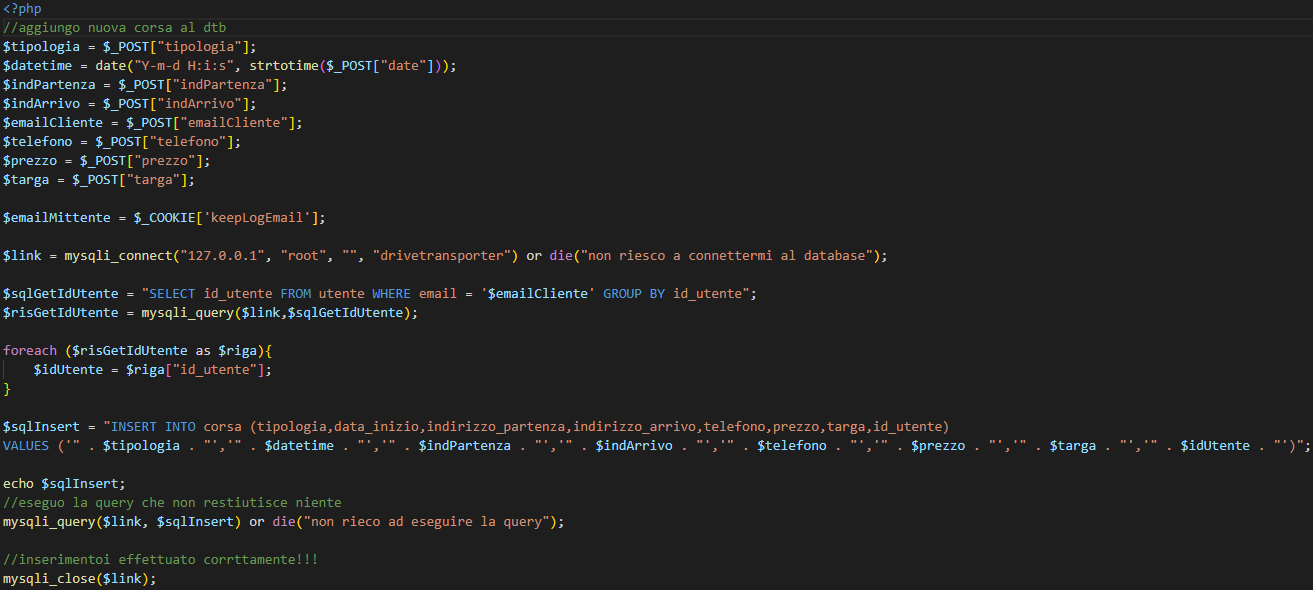 <?php
//aggiungo nuova corsa al dtb
$tipologia = $_POST["tipologia"];
$datetime = date("Y-m-d H:i:s", strtotime($_POST["date"]));
$indPartenza = $_POST["indPartenza"];
$indArrivo = $_POST["indArrivo"];
$emailCliente = $_POST["emailCliente"];
$telefono = $_POST["telefono"];
$prezzo = $_POST["prezzo"];
$targa = $_POST["targa"];
$emailMittente = $_COOKIE['keepLogEmail'];
$link = mysqli_connect("127.0.0.1", "root", "", "drivetransporter") or die("non riesco a connettermi al database");
$sqlGetIdUtente = "SELECT id_utente FROM utente WHERE email = '$emailCliente' GROUP BY id_utente";
$risGetIdUtente = mysqli_query($link,$sqlGetIdUtente);
foreach ($risGetIdUtente as $riga){
    $idUtente = $riga["id_utente"];
}
$sqlInsert = "INSERT INTO corsa (tipologia,data_inizio,indirizzo_partenza,indirizzo_arrivo,telefono,prezzo,targa,id_utente)
VALUES ('" . $tipologia . "','" . $datetime . "','" . $indPartenza . "','" . $indArrivo . "','" . $telefono . "','" . $prezzo . "','" . $targa . "','" . $idUtente . "')";
echo $sqlInsert;
//eseguo la query che non restiutisce niente
mysqli_query($link, $sqlInsert) or die("non rieco ad eseguire la query");
//inserimentoi effettuato corrttamente!!!
mysqli_close($link);